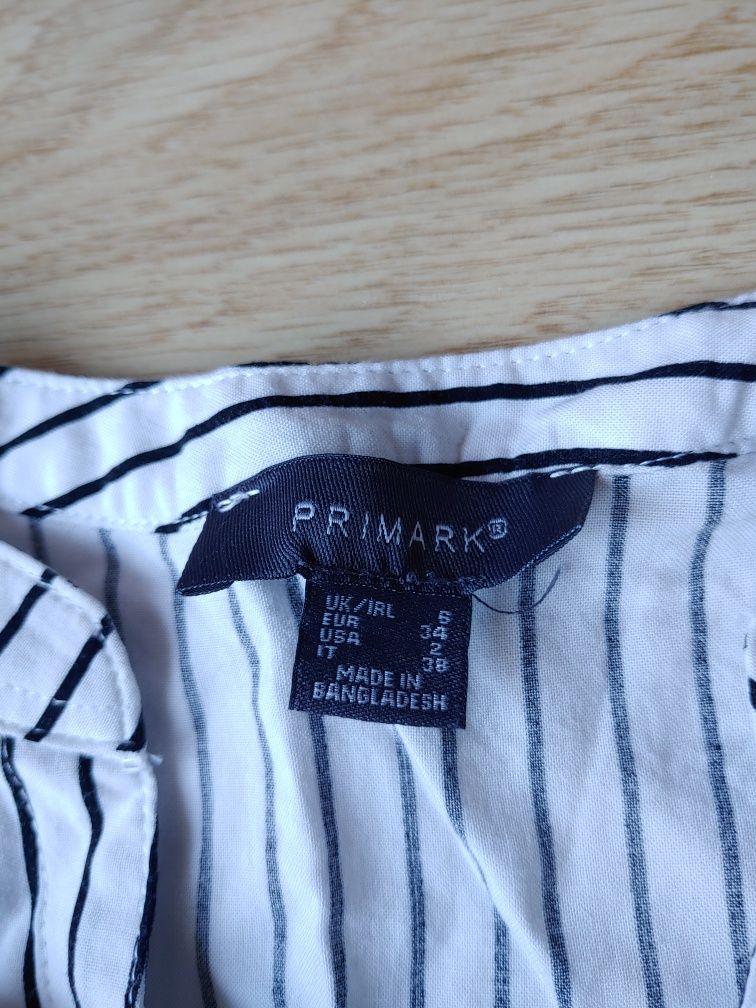 PRIMARK®
UK/IRL 6
EUR 34
USA 2
IT 38
MADE IN
BANGLADESH